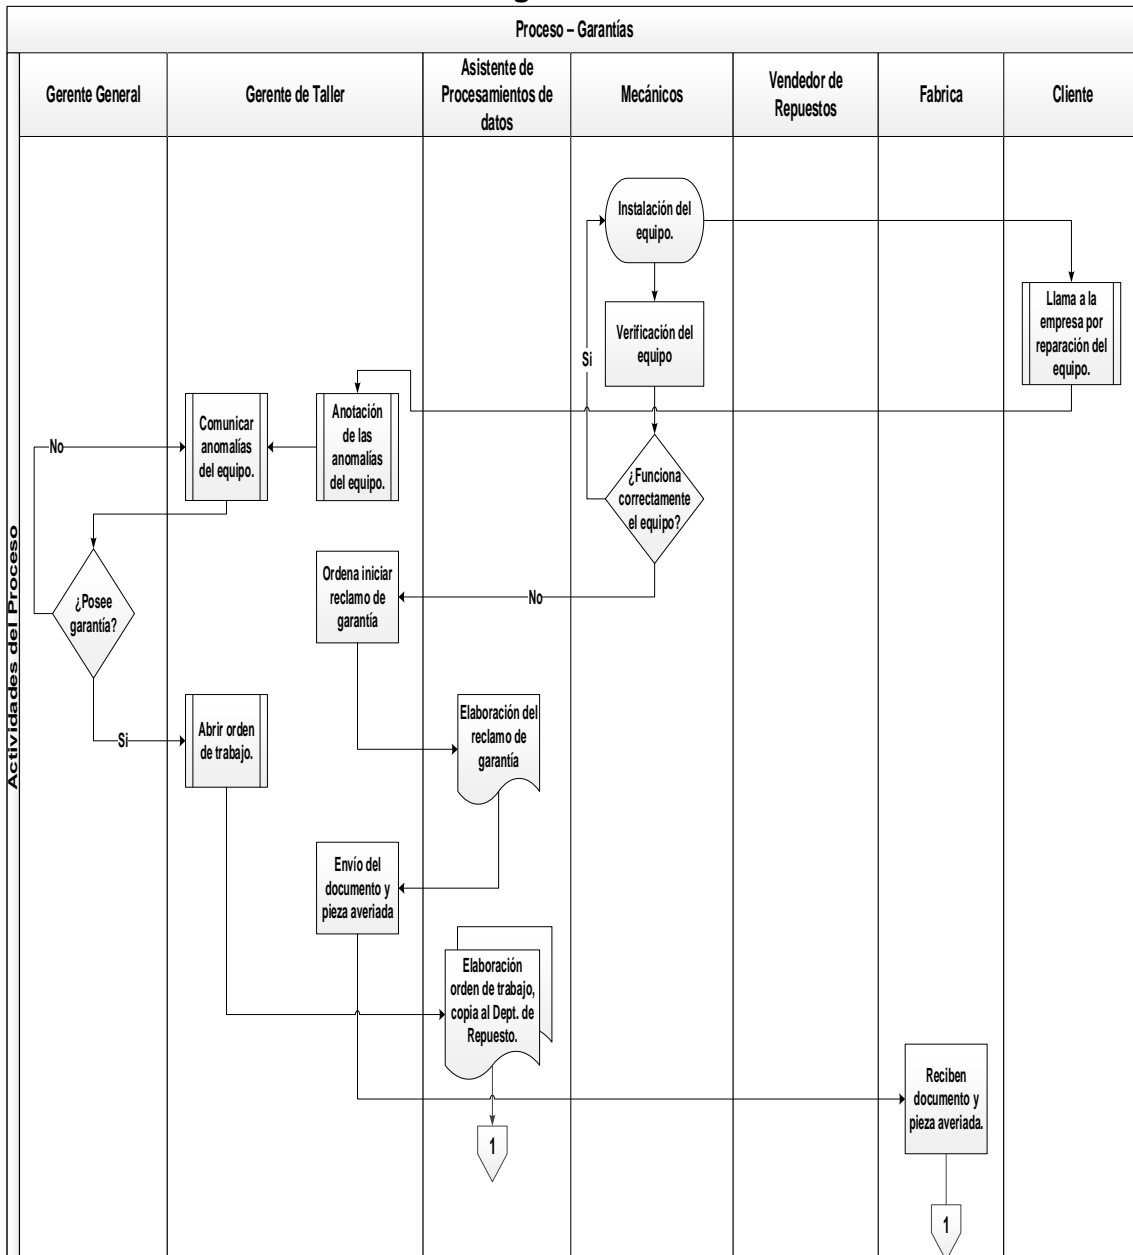 Proceso – Garantías
Gerente General
Gerente de Taller
Asistente de
Procesamientos de
datos
Mecánicos
Vendedor de
Repuestos
Fabrica
Cliente
Actividades del Proceso
Instalación del
equipo.
Llama a la
empresa por
reparación del
equipo.
Verificación del
equipo
Si
Comunicar
anomalías
del equipo.
Anotación
de las
anomalías
del equipo.
No
¿Funciona
correctamente
el equipo?
Ordena iniciar
reclamo de
garantía
No
¿Posee
garantía?
Si
Abrir orden
de trabajo.
Elaboración del
reclamo de
garantía
Envío del
documento y
pieza averiada
Elaboración
orden de trabajo,
copia al Dept. de
Repuesto.
Reciben
documento y
pieza averiada.
1
1